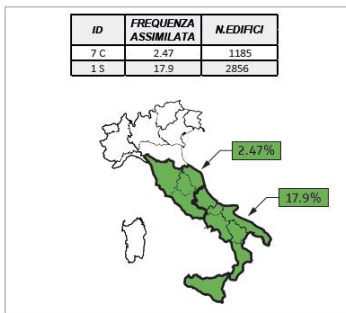 ID FREQUENZA ASSIMILATA N.EDIFICI
7 C 2.47 1185
1 S 17.9 2856
2.47%
17.9%